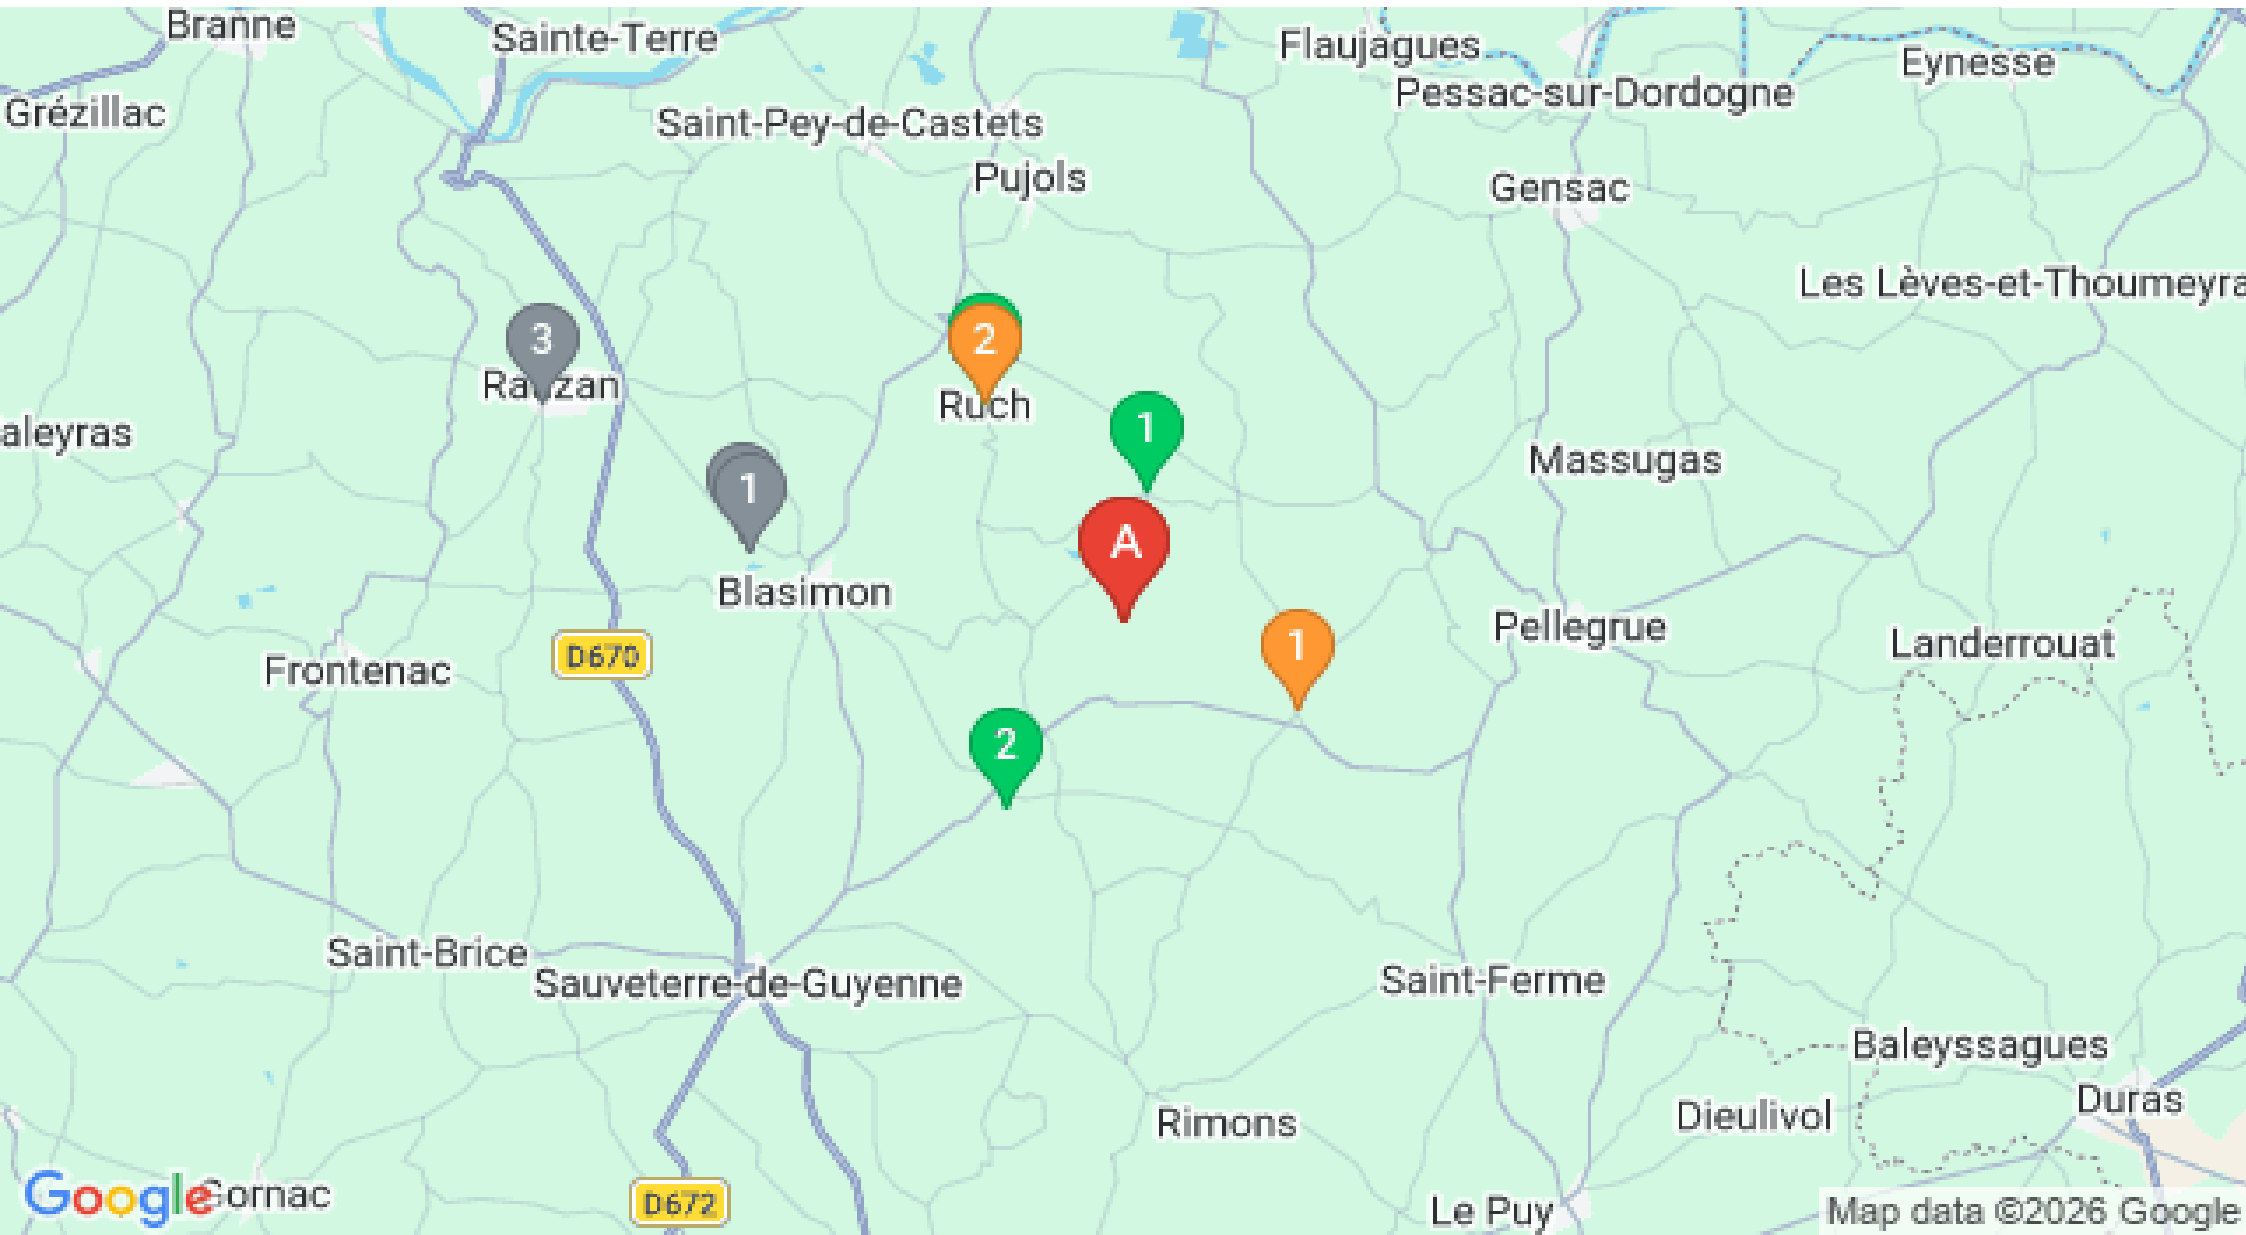 Branne
Sainte-Terre
Flaujagues
Eynesse
Pessac-sur-Dordogne
Grézillac
Saint-Pey-de-Castets
Pujols
Gensac
Les Lèves-et-Thoumeyra
3
2
Rauzan
Ruch
1
aleyras
Massugas
1
A
Blasimon
Pellegrue
1
Landerrouat
D670
Frontenac
2
Saint-Brice
Sauveterre-de-Guyenne
Saint-Ferme
Baleyssagues
Duras
Dieulivol
Rimons
Google
Gornac
D672
Le Puy
Map data ©2026 Google